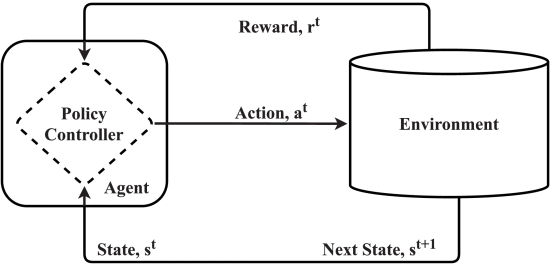 Reward, r^t
Policy
Controller
Action, a^t
Environment
Agent
State, s^t
Next State, s^t+1